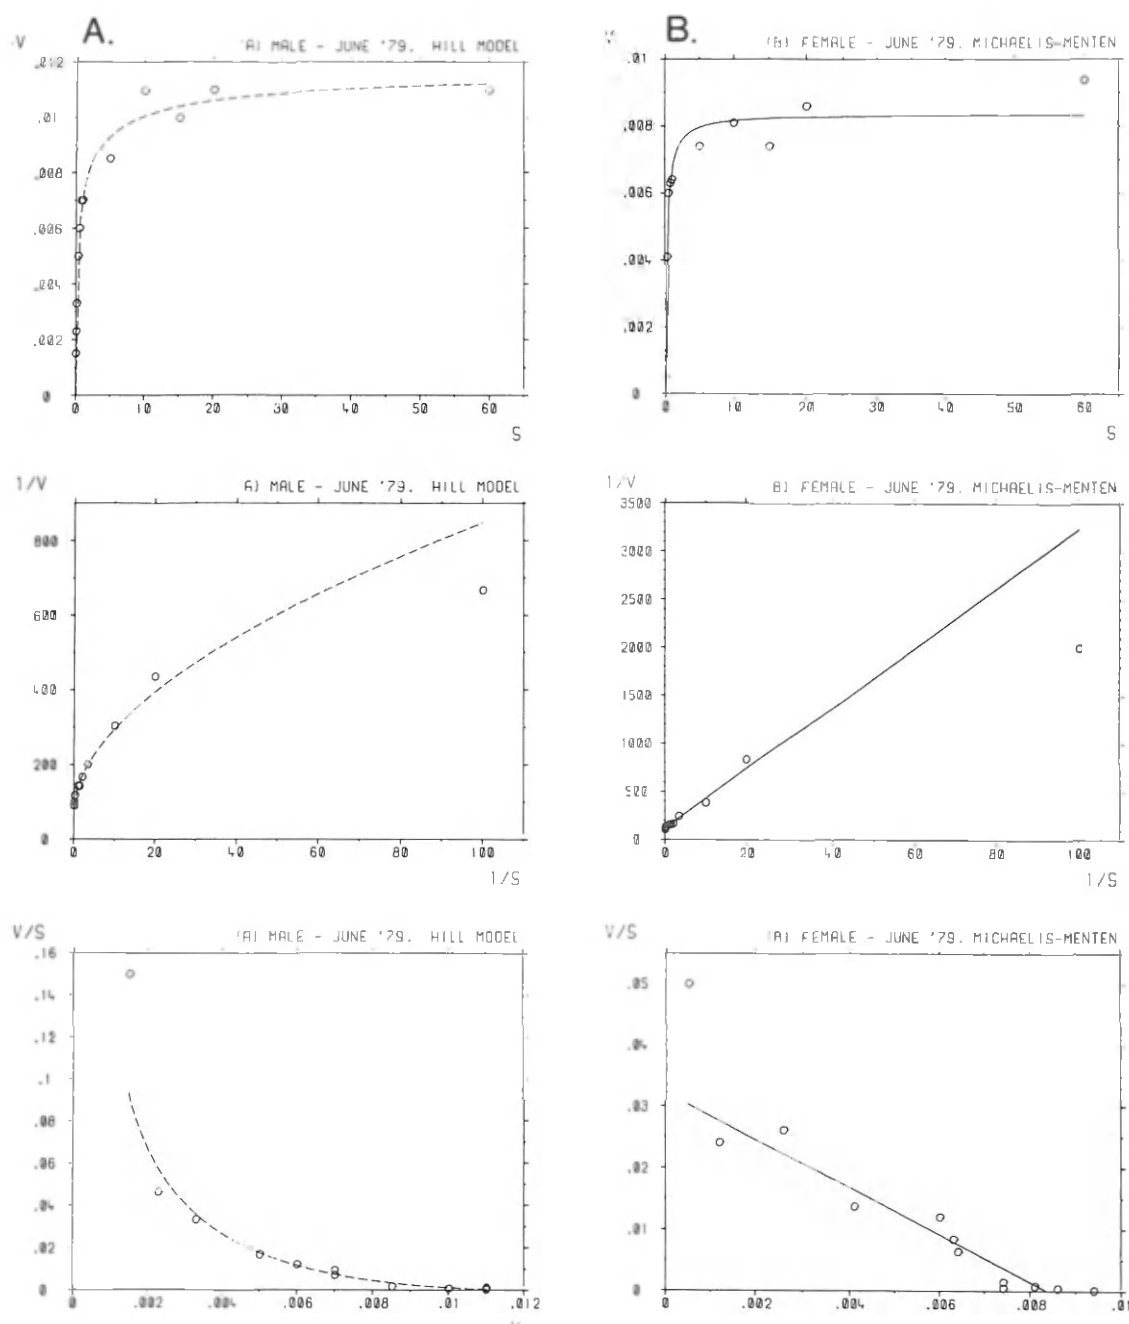 A.
V
(A) MALE - JUNE '79. HILL MODEL
.012
.01
.008
.006
.004
.002
0
0 10 20 30 40 50 60
S
B.
V
(B) FEMALE - JUNE '79. MICHAELIS-MENTEN
.01
.008
.006
.004
.002
0
0 10 20 30 40 50 60
S
1/V
A) MALE - JUNE '79. HILL MODEL
800
600
400
200
0
0 20 40 60 80 100
1/S
1/V
B) FEMALE - JUNE '79. MICHAELIS-MENTEN
3500
3000
2500
2000
1500
1000
500
0
0 20 40 60 80 100
1/S
V/S
(A) MALE - JUNE '79. HILL MODEL
.16
.14
.12
.1
.08
.06
.04
.02
0
0 .002 .004 .006 .008 .01 .012
V/S
(B) FEMALE - JUNE '79. MICHAELIS-MENTEN
.05
.04
.03
.02
.01
0
0 .002 .004 .006 .008 .01